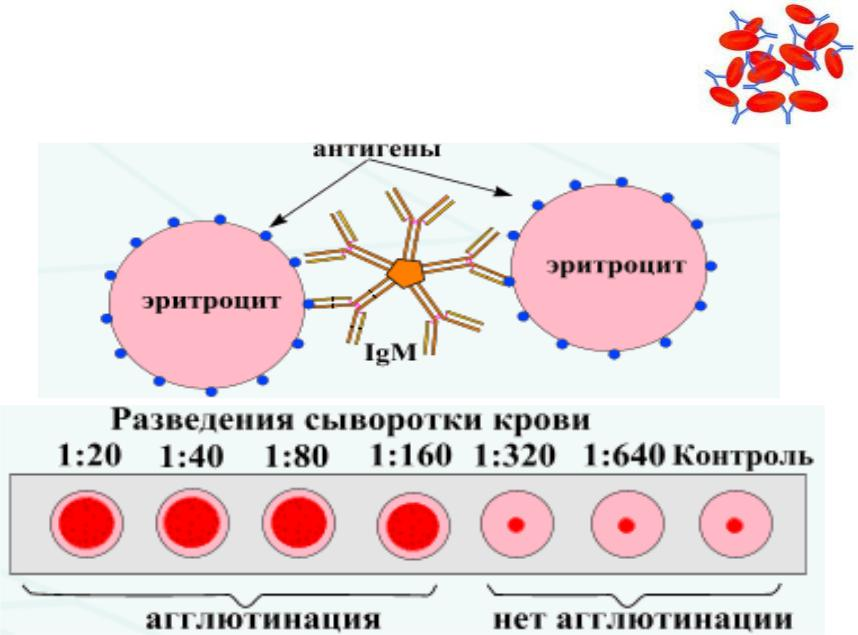 антигены
эритроцит
эритроцит
IgM
Разведения сыворотки крови
1:20 1:40 1:80 1:160 1:320 1:640 Контроль
агглютинация нет агглютинации